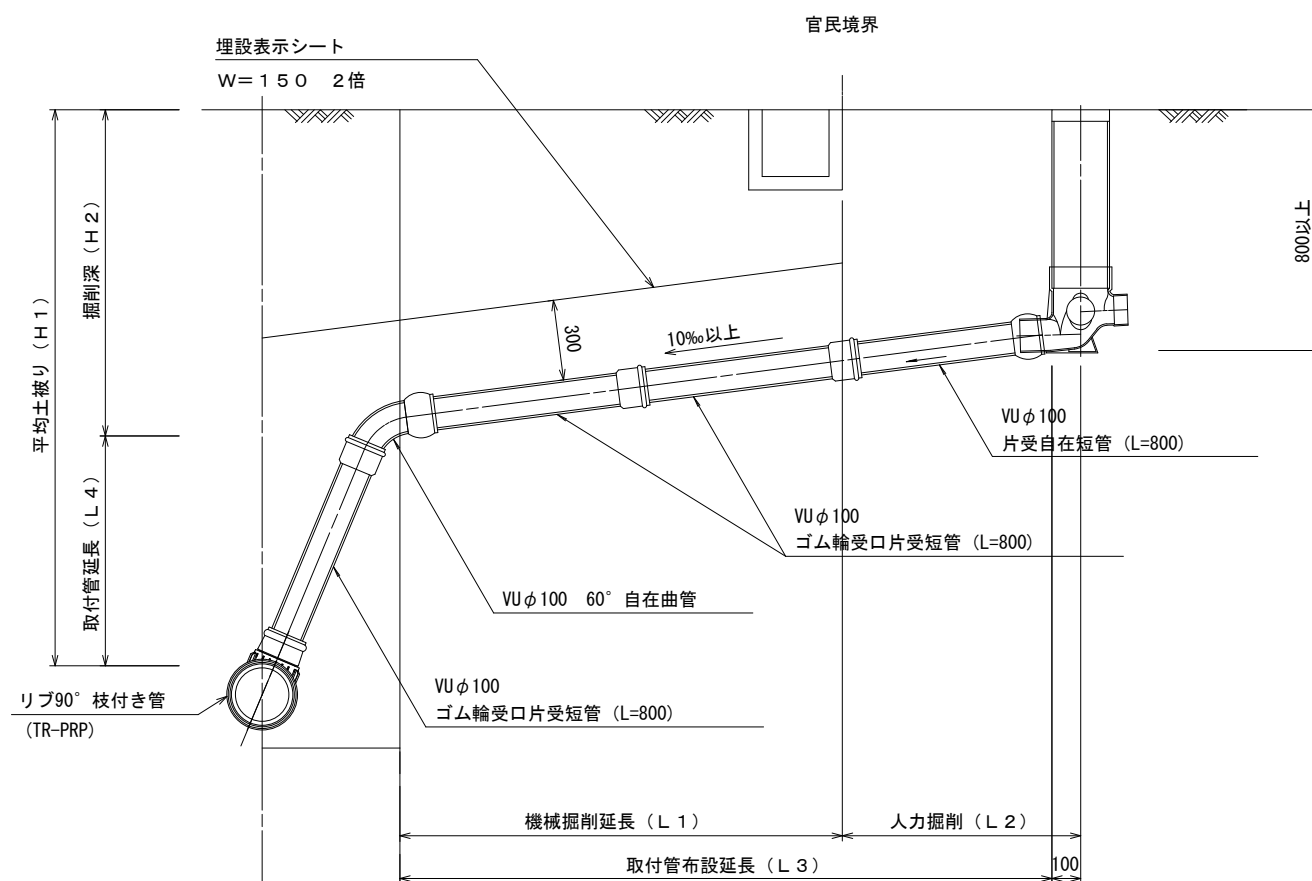 官民境界
埋設表示シート
W=150 2倍
平均土被り(H1)
掘削深(H2)
取付管延長(L4)
300
10‰以上
800以上
VUφ100
片受自在短管 (L=800)
VUφ100
ゴム輪受口片受短管 (L=800)
VUφ100 60°自在曲管
VUφ100
ゴム輪受口片受短管 (L=800)
リブ90°枝付き管
(TR-PRP)
機械掘削延長(L1)
人力掘削(L2)
取付管布設延長(L3)
100